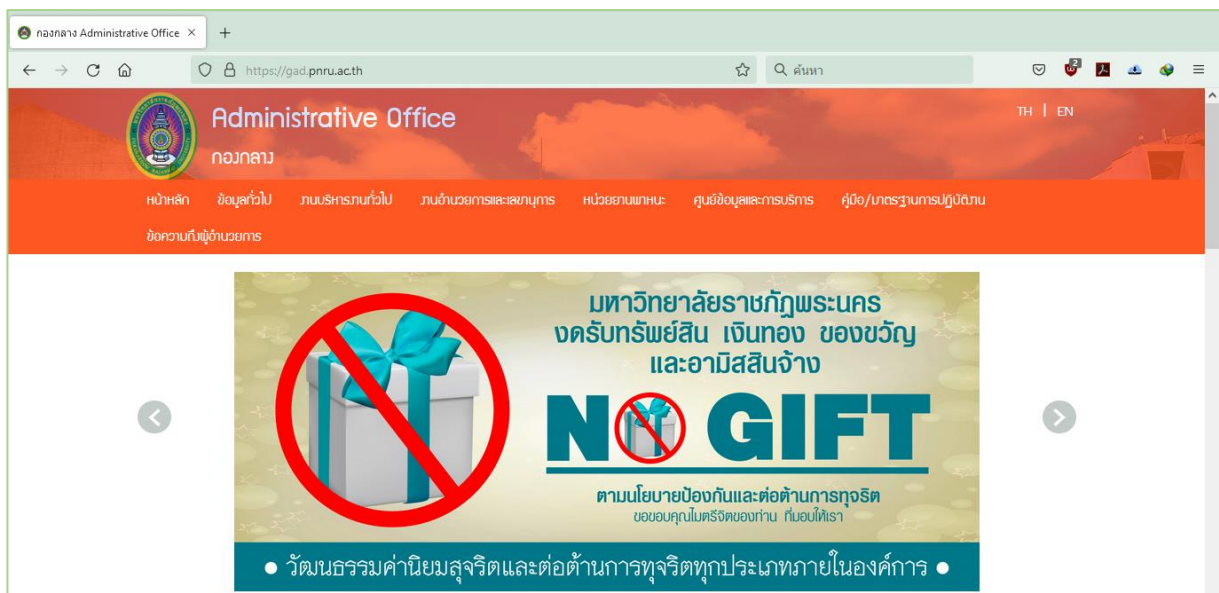 กองกลาง Administrative Office
https://gad.pnru.ac.th
ค้นหา
2
Administrative Office
กองกลาง
TH | EN
หน้าหลัก ข้อมูลทั่วไป งานบริหารงานทั่วไป งานอำนวยการและเลขานุการ หน่วยยานพาหนะ ศูนย์ข้อมูลและการบริการ คู่มือ/มาตรฐานการปฏิบัติงาน
ข้อความถึงผู้อำนวยการ
มหาวิทยาลัยราชภัฏพระนคร
งดรับทรัพย์สิน เงินทอง ของขวัญ
และอามิสสินจ้าง
NO GIFT
ตามนโยบายป้องกันและต่อต้านการทุจริต
ขอขอบคุณไมตรีจิตของท่าน ที่มอบให้เรา
● วัฒนธรรมค่านิยมสุจริตและต่อต้านการทุจริตทุกประเภทภายในองค์การ ●